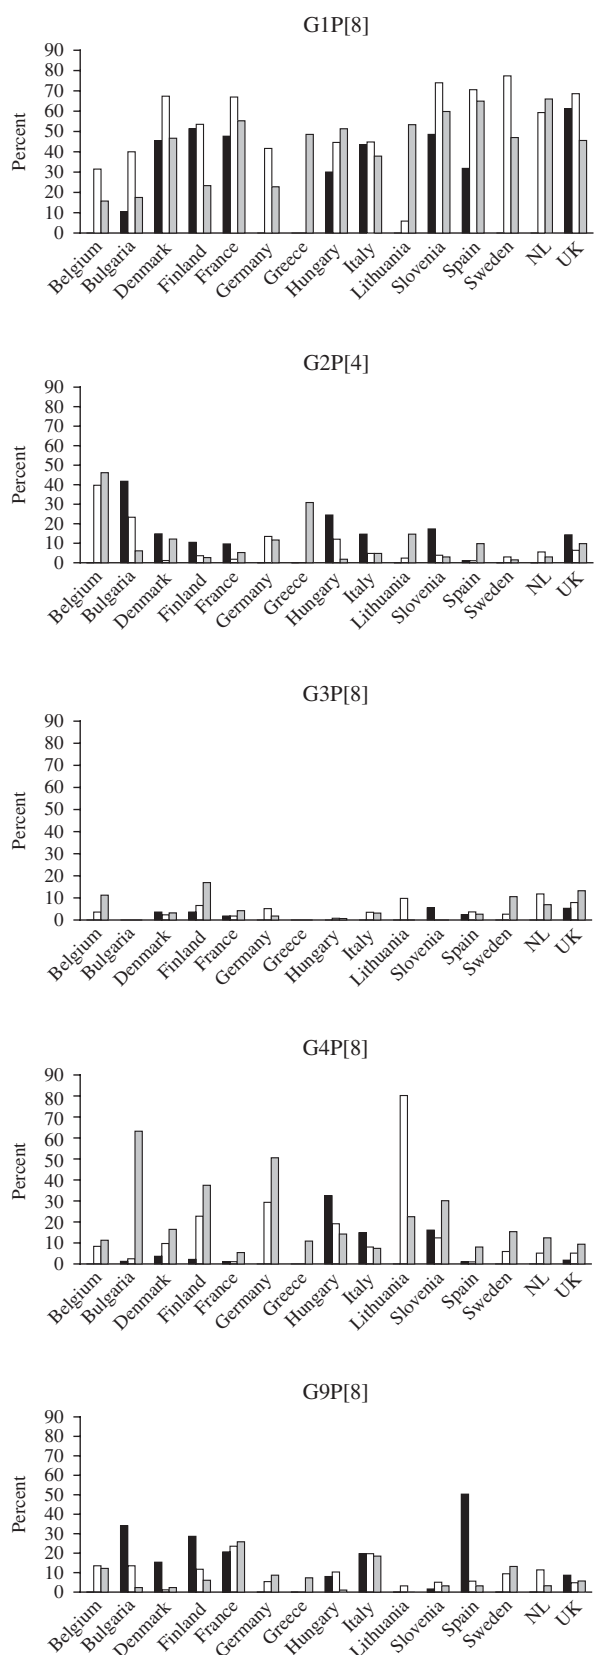 G1P[8]
90
80
70
60
50
40
30
20
10
0
Percent
Belgium
Bulgaria
Denmark
Finland
France
Germany
Greece
Hungary
Italy
Lithuania
Slovenia
Spain
Sweden
NL
UK
G2P[4]
90
80
70
60
50
40
30
20
10
0
Percent
Belgium
Bulgaria
Denmark
Finland
France
Germany
Greece
Hungary
Italy
Lithuania
Slovenia
Spain
Sweden
NL
UK
G3P[8]
90
80
70
60
50
40
30
20
10
0
Percent
Belgium
Bulgaria
Denmark
Finland
France
Germany
Greece
Hungary
Italy
Lithuania
Slovenia
Spain
Sweden
NL
UK
G4P[8]
90
80
70
60
50
40
30
20
10
0
Percent
Belgium
Bulgaria
Denmark
Finland
France
Germany
Greece
Hungary
Italy
Lithuania
Slovenia
Spain
Sweden
NL
UK
G9P[8]
90
80
70
60
50
40
30
20
10
0
Percent
Belgium
Bulgaria
Denmark
Finland
France
Germany
Greece
Hungary
Italy
Lithuania
Slovenia
Spain
Sweden
NL
UK